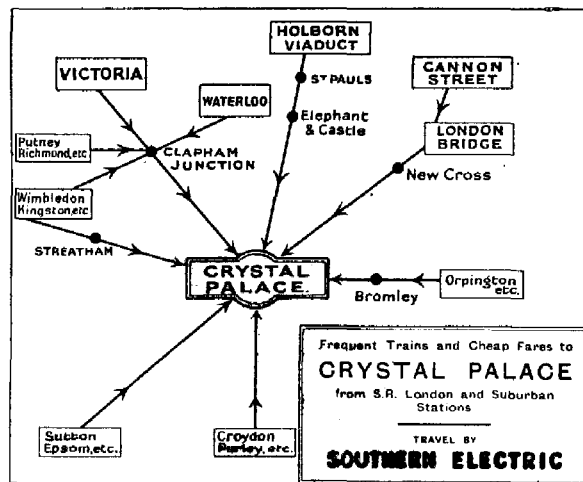 HOLBORN
VIADUCT
VICTORIA
ST PAULS
CANNON
STREET
WATERLOO
Elephant
& Castle
Putney
Richmond, etc
CLAPHAM
JUNCTION
LONDON
BRIDGE
New Cross
Wimbledon
Kingston, etc
STREATHAM
CRYSTAL
PALACE
Bromley
Orpington
etc.
Sutton
Epsom, etc.
Croydon
Purley, etc.
Frequent Trains and Cheap Fares to
CRYSTAL PALACE
from S.R. London and Suburban
Stations
TRAVEL BY
SOUTHERN ELECTRIC